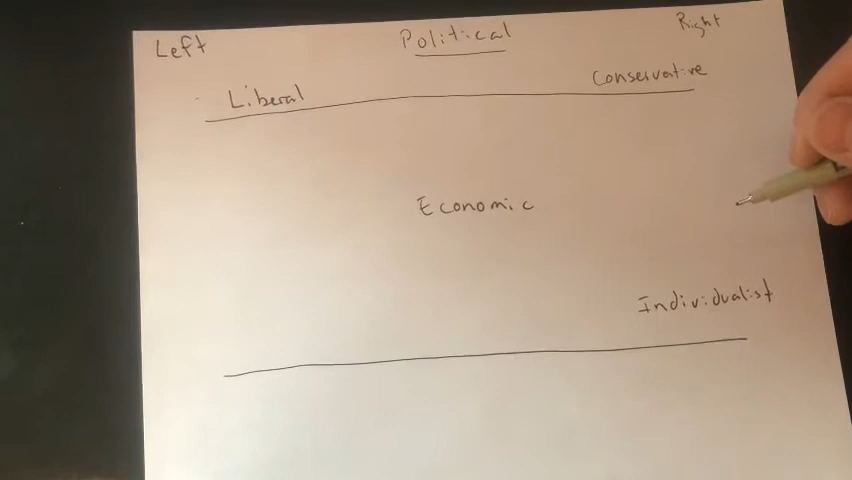 Left Political Right
Liberal Conservative
Economic
Individualist